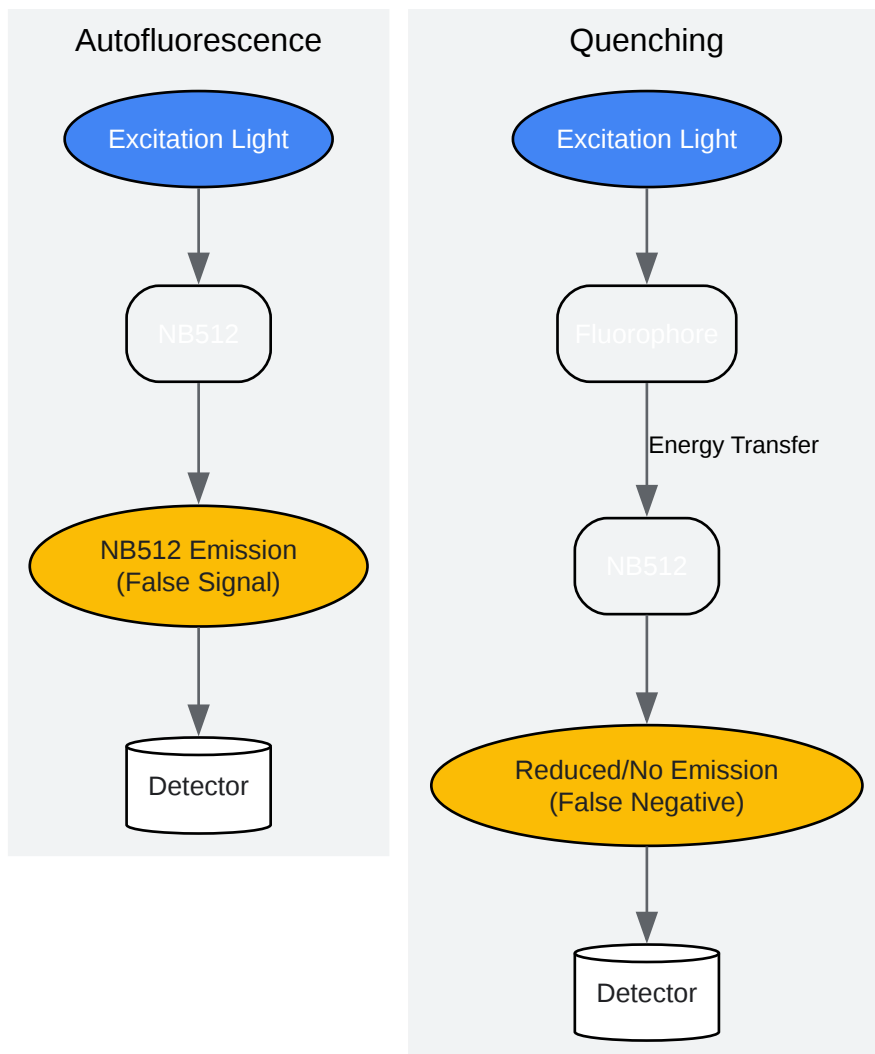 Autofluorescence
Excitation Light
NB512
NB512 Emission
(False Signal)
Detector
Quenching
Excitation Light
Fluorophore
Energy Transfer
NB512
Reduced/No Emission
(False Negative)
Detector